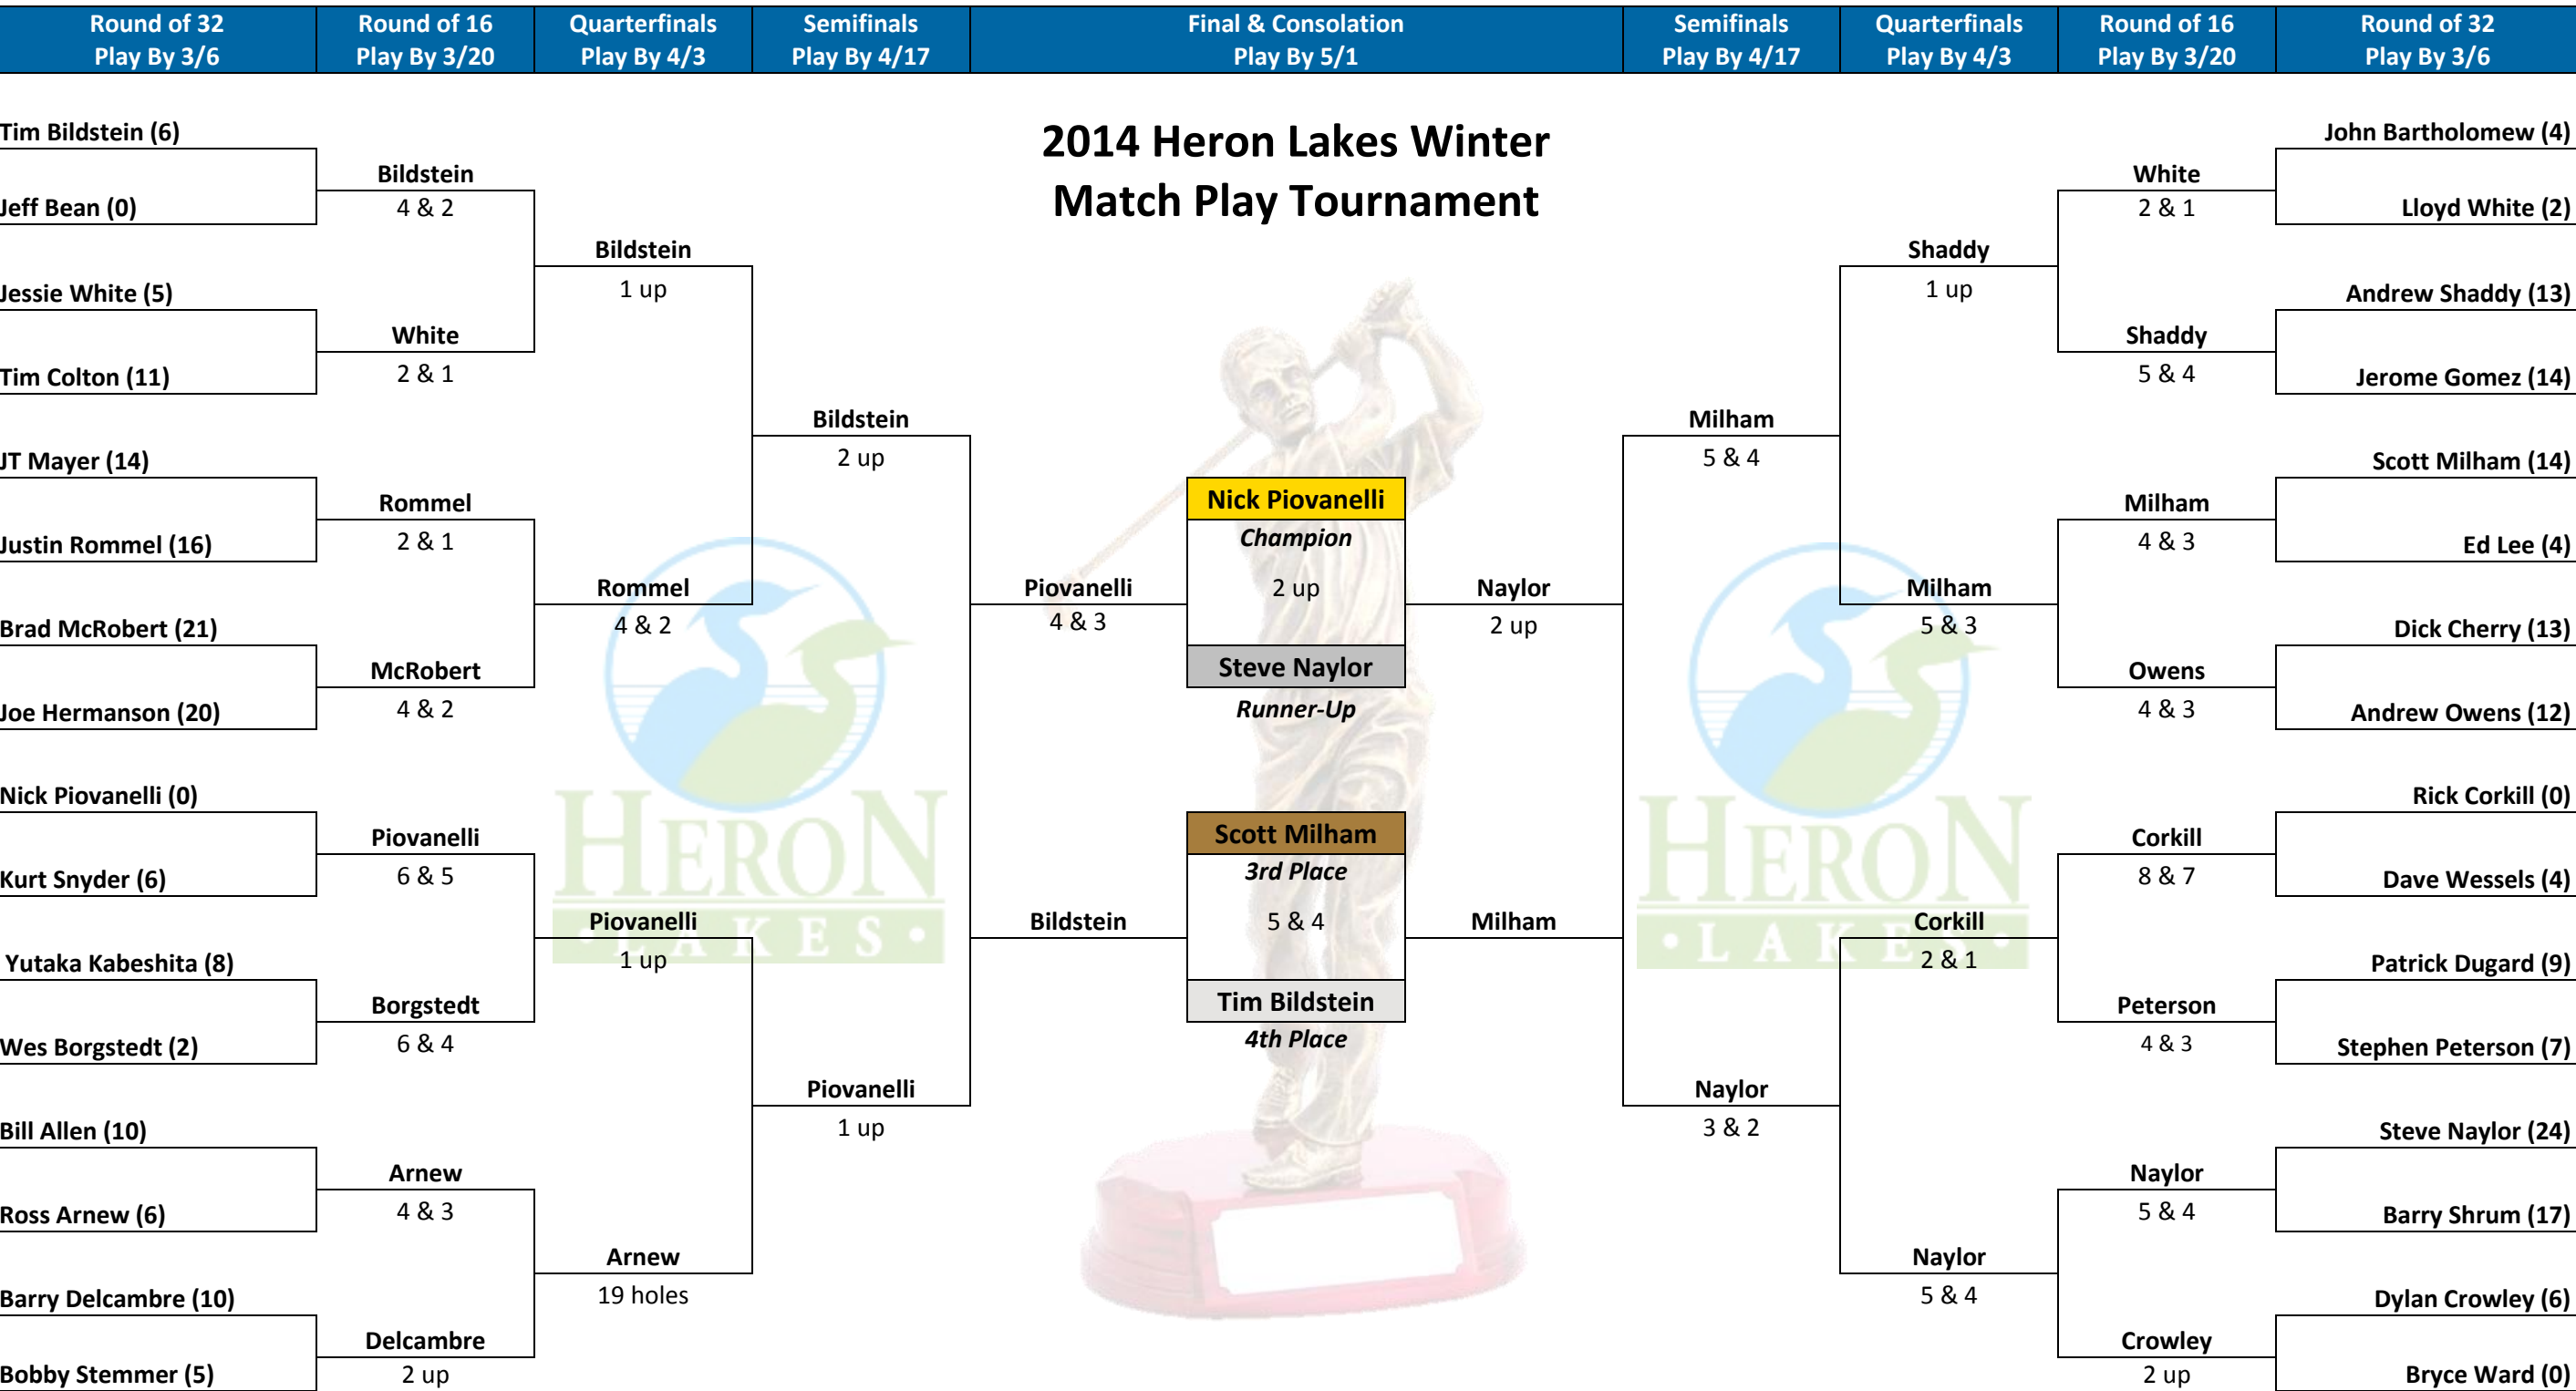 Round of 32 Round of 16 Quarterfinals Semifinals Final & Consolation Semifinals Quarterfinals Round of 16 Round of 32
Play By 3/6 Play By 3/20 Play By 4/3 Play By 4/17 Play By 5/1 Play By 4/17 Play By 4/3 Play By 3/20 Play By 3/6
2014 Heron Lakes Winter
Match Play Tournament
Tim Bildstein (6)
Jeff Bean (0)
Jessie White (5)
Tim Colton (11)
JT Mayer (14)
Justin Rommel (16)
Brad McRobert (21)
Joe Hermanson (20)
Nick Piovanelli (0)
Kurt Snyder (6)
Yutaka Kabeshita (8)
Wes Borgstedt (2)
Bill Allen (10)
Ross Arnew (6)
Barry Delcambre (10)
Bobby Stemmer (5)
Bildstein
4 & 2
White
2 & 1
Rommel
2 & 1
McRobert
4 & 2
Piovanelli
6 & 5
Borgstedt
6 & 4
Arnew
4 & 3
Delcambre
2 up
Bildstein
1 up
Rommel
4 & 2
Piovanelli
1 up
Arnew
19 holes
Bildstein
2 up
Piovanelli
1 up
Piovanelli
4 & 3
Bildstein
Nick Piovanelli
Champion
2 up
Steve Naylor
Runner-Up
Scott Milham
3rd Place
5 & 4
Tim Bildstein
4th Place
Naylor
2 up
Milham
Milham
5 & 4
Naylor
3 & 2
Shaddy
1 up
Milham
5 & 3
Corkill
2 & 1
Naylor
5 & 4
White
2 & 1
Shaddy
5 & 4
Milham
4 & 3
Owens
4 & 3
Corkill
8 & 7
Peterson
4 & 3
Naylor
5 & 4
Crowley
2 up
John Bartholomew (4)
Lloyd White (2)
Andrew Shaddy (13)
Jerome Gomez (14)
Scott Milham (14)
Ed Lee (4)
Dick Cherry (13)
Andrew Owens (12)
Rick Corkill (0)
Dave Wessels (4)
Patrick Dugard (9)
Stephen Peterson (7)
Steve Naylor (24)
Barry Shrum (17)
Dylan Crowley (6)
Bryce Ward (0)
HERON
• LAKES •
HERON
• LAKES •